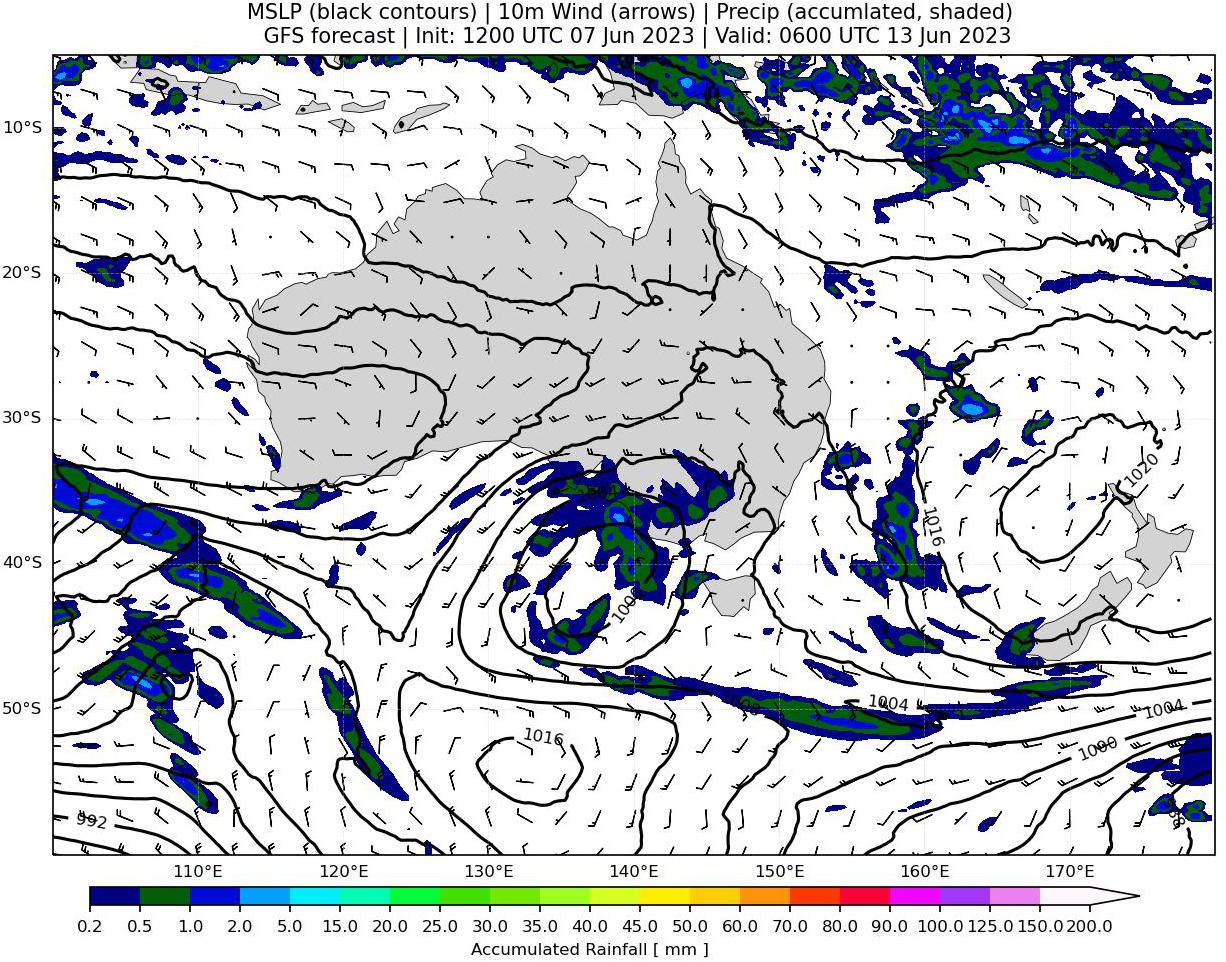 MSLP (black contours) | 10m Wind (arrows) | Precip (accumlated, shaded)
GFS forecast | Init: 1200 UTC 07 Jun 2023 | Valid: 0600 UTC 13 Jun 2023
10°S
20°S
30°S
1020
1016
40°S
50°S
1004
1004
1016
1000
992
110°E 120°E 130°E 140°E 150°E 160°E 170°E
0.2 0.5 1.0 2.0 5.0 10.0 15.0 20.0 25.0 30.0 35.0 40.0 45.0 50.0 60.0 70.0 80.0 90.0 100.0 125.0 150.0 200.0
Accumulated Rainfall [ mm ]